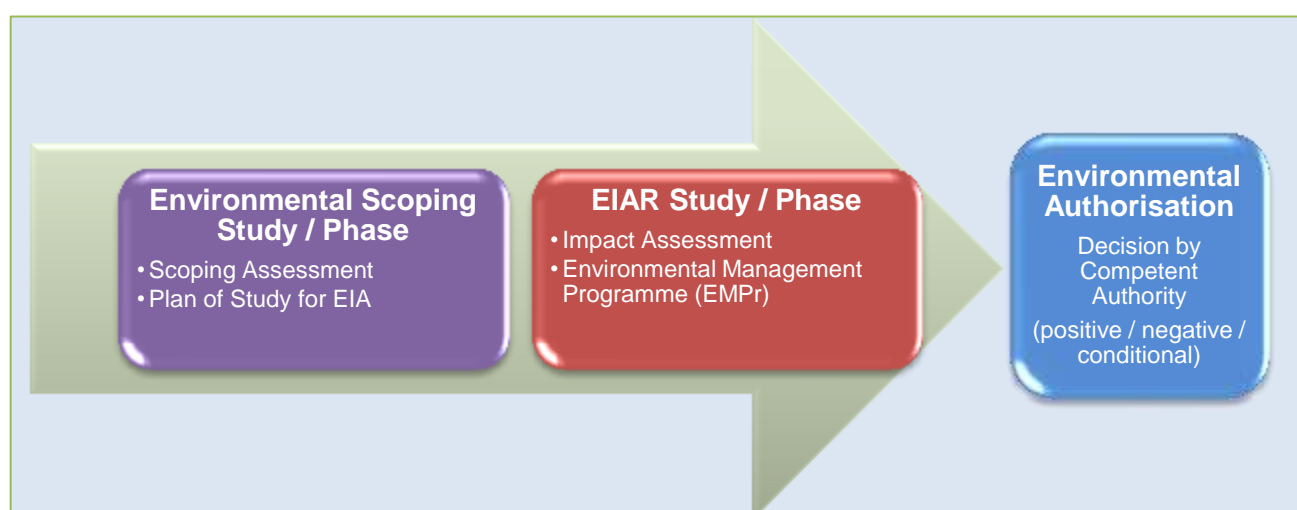 Environmental Scoping
Study / Phase
• Scoping Assessment
• Plan of Study for EIA
EIAR Study / Phase
• Impact Assessment
• Environmental Management
Programme (EMPr)
Environmental
Authorisation
Decision by
Competent
Authority
(positive / negative /
conditional)